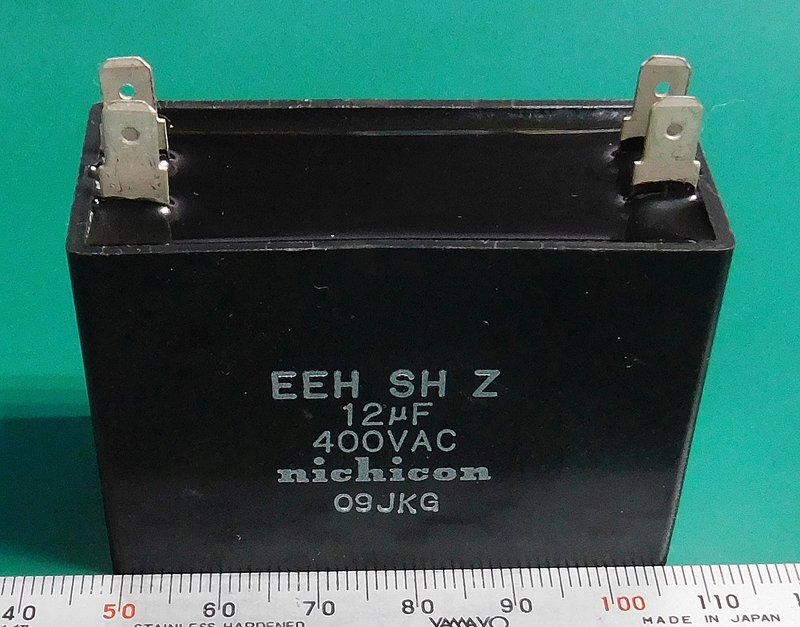 EEH SH Z
12μF
400VAC
nichicon
09JKG
40 50 60 70 80 90 100 110
STAINLESS HARDENED YAMAYO MADE IN JAPAN